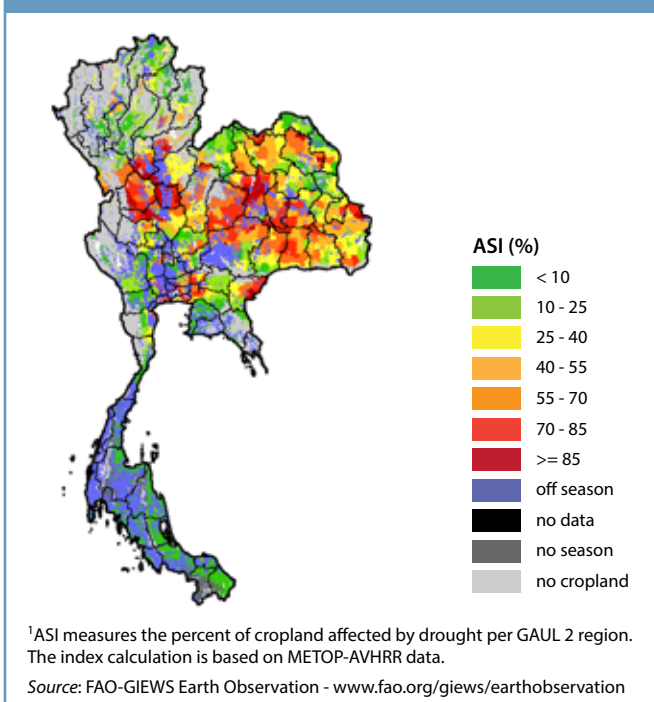 ASI (%)
< 10
10 - 25
25 - 40
40 - 55
55 - 70
70 - 85
>= 85
off season
no data
no season
no cropland
¹ASI measures the percent of cropland affected by drought per GAUL 2 region.
The index calculation is based on METOP-AVHRR data.
Source: FAO-GIEWS Earth Observation - www.fao.org/giews/earthobservation